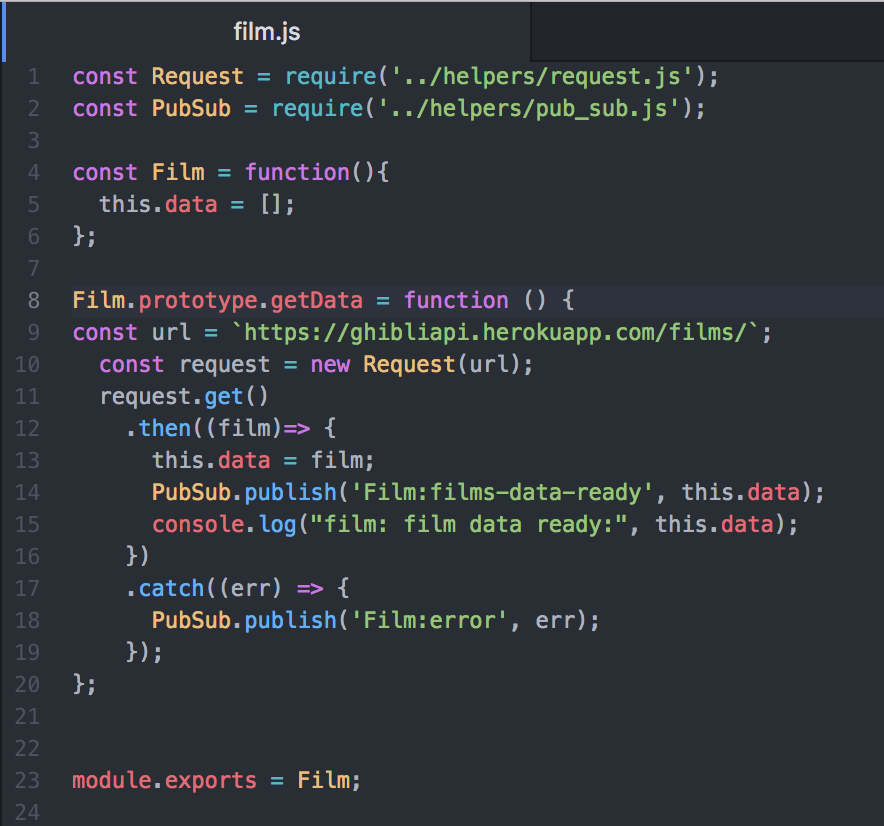 film.js
1 const Request = require('../helpers/request.js');
2 const PubSub = require('../helpers/pub_sub.js');
3
4 const Film = function(){
5   this.data = [];
6 };
7
8 Film.prototype.getData = function () {
9 const url = `https://ghibliapi.herokuapp.com/films/`;
10   const request = new Request(url);
11   request.get()
12     .then((film)=> {
13       this.data = film;
14       PubSub.publish('Film:films-data-ready', this.data);
15       console.log("film: film data ready:", this.data);
16     })
17     .catch((err) => {
18       PubSub.publish('Film:error', err);
19     });
20 };
21
22
23 module.exports = Film;
24